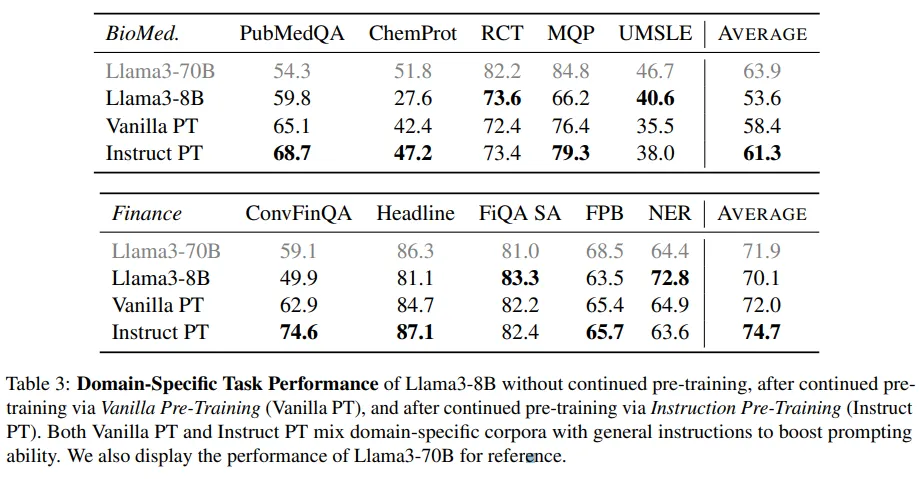 BioMed. PubMedQA ChemProt RCT MQP UMSLE AVERAGE
Llama3-70B 54.3 51.8 82.2 84.8 46.7 63.9
Llama3-8B 59.8 27.6 73.6 66.2 40.6 53.6
Vanilla PT 65.1 42.4 72.4 76.4 35.5 58.4
Instruct PT 68.7 47.2 73.4 79.3 38.0 61.3
Finance ConvFinQA Headline FiQA SA FPB NER AVERAGE
Llama3-70B 59.1 86.3 81.0 68.5 64.4 71.9
Llama3-8B 49.9 81.1 83.3 63.5 72.8 70.1
Vanilla PT 62.9 84.7 82.2 65.4 64.9 72.0
Instruct PT 74.6 87.1 82.4 65.7 63.6 74.7
Table 3: Domain-Specific Task Performance of Llama3-8B without continued pre-training, after continued pre-
training via Vanilla Pre-Training (Vanilla PT), and after continued pre-training via Instruction Pre-Training (Instruct
PT). Both Vanilla PT and Instruct PT mix domain-specific corpora with general instructions to boost prompting
ability. We also display the performance of Llama3-70B for reference.